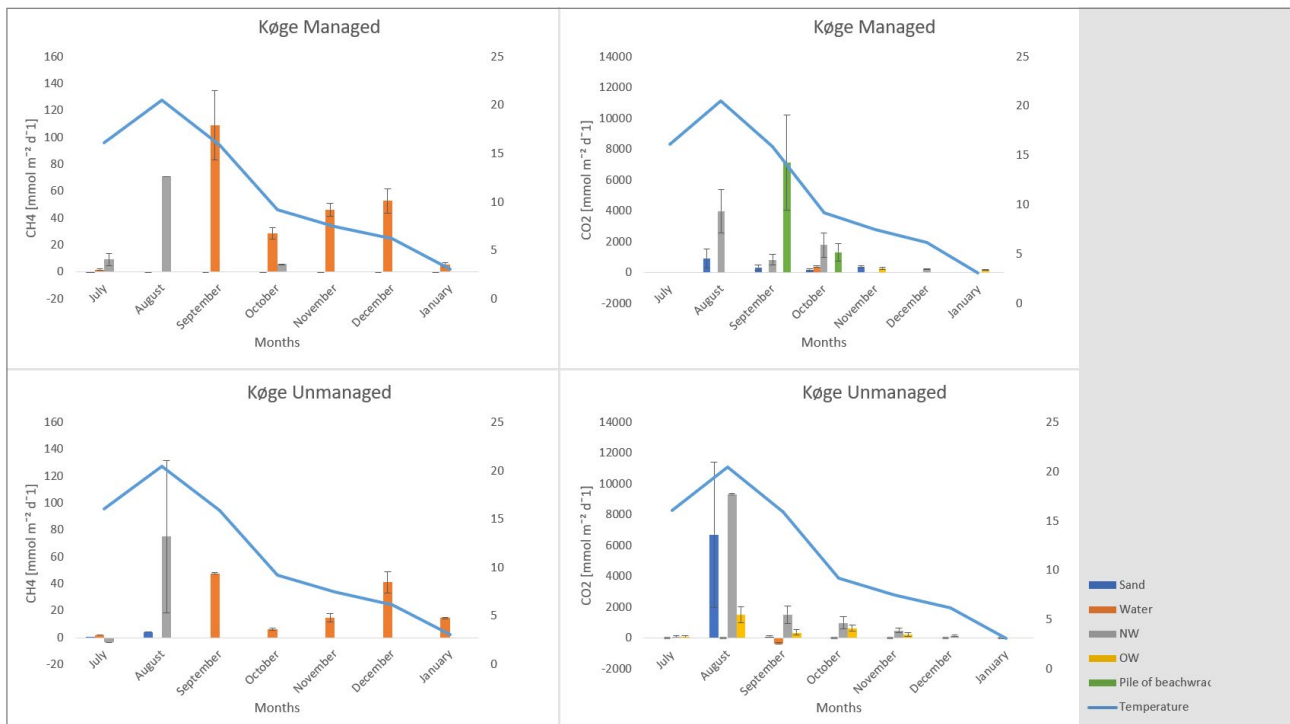 Køge Managed
160
140
120
100
80
60
40
20
0
-20
CH4 [mmol m⁻² d⁻1]
25
20
15
10
5
0
July
August
September
October
November
December
January
Months
Køge Managed
14000
12000
10000
8000
6000
4000
2000
0
-2000
CO2 [mmol m⁻² d⁻1]
25
20
15
10
5
0
July
August
September
October
November
December
January
Months
Køge Unmanaged
160
140
120
100
80
60
40
20
0
-20
CH4 [mmol m⁻² d⁻1]
25
20
15
10
5
0
July
August
September
October
November
December
January
Months
Køge Unmanaged
14000
12000
10000
8000
6000
4000
2000
0
-2000
CO2 [mmol m⁻² d⁻1]
25
20
15
10
5
0
July
August
September
October
November
December
January
Months
Sand
Water
NW
OW
Pile of beachwrac
Temperature